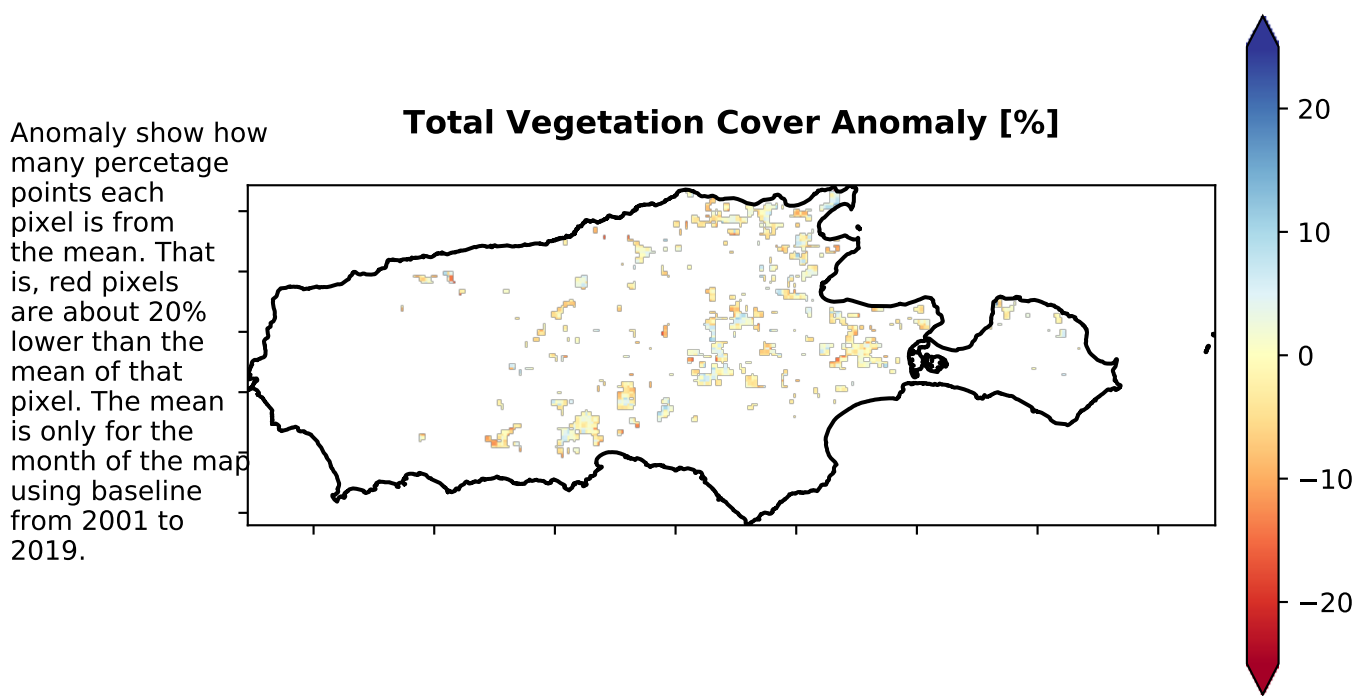 Total Vegetation Cover Anomaly [%]
Anomaly show how
many percetage
points each
pixel is from
the mean. That
is, red pixels
are about 20%
lower than the
mean of that
pixel. The mean
is only for the
month of the map
using baseline
from 2001 to
2019.
20
10
0
−10
−20